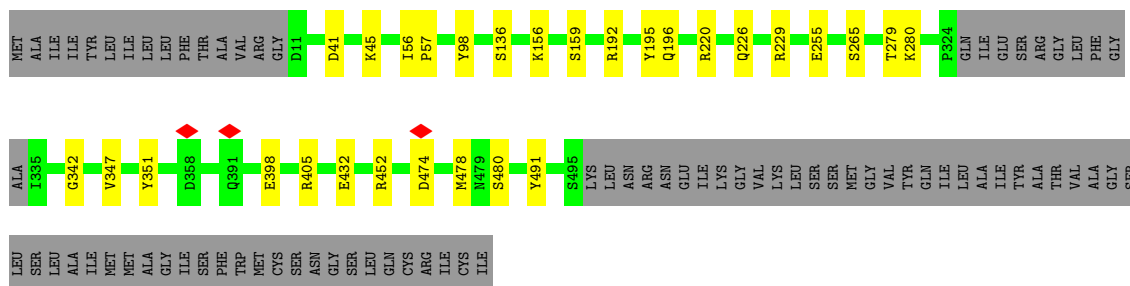 MET ALA ILE ILE TYR LEU ILE LEU LEU PHE THR ALA VAL ARG GLY D11 D41 K45 I56 P57 Y98 S136 K156 S159 R192 Y195 Q196 R220 Q226 R229 E255 S265 T279 K280 P324 GLN ILE GLU SER ARG GLY LEU PHE GLY
ALA I335 G342 V347 Y351 D358 Q391 E398 R405 E432 R452 D474 M478 N479 S480 Y491 S495 LYS LEU ASN ARG ASN GLU ILE LYS GLY VAL LYS LEU SER SER MET GLY VAL TYR GLN ILE LEU ALA ILE TYR ALA THR VAL ALA GLY SER
LEU SER LEU ALA ILE MET MET ALA GLY ILE SER PHE TRP MET CYS SER ASN GLY SER LEU GLN CYS ARG ILE CYS ILE